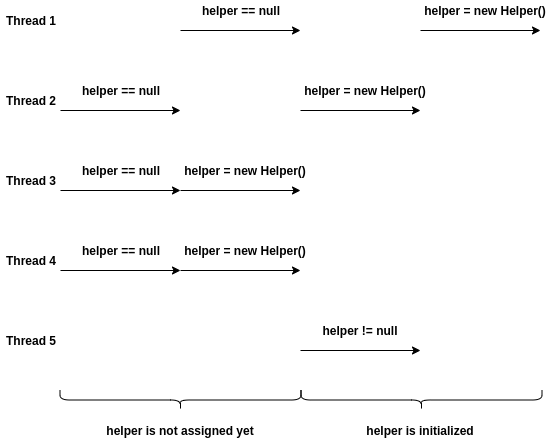 Thread 1
helper == null
helper = new Helper()
Thread 2
helper == null
helper = new Helper()
Thread 3
helper == null
helper = new Helper()
Thread 4
helper == null
helper = new Helper()
Thread 5
helper != null
helper is not assigned yet
helper is initialized